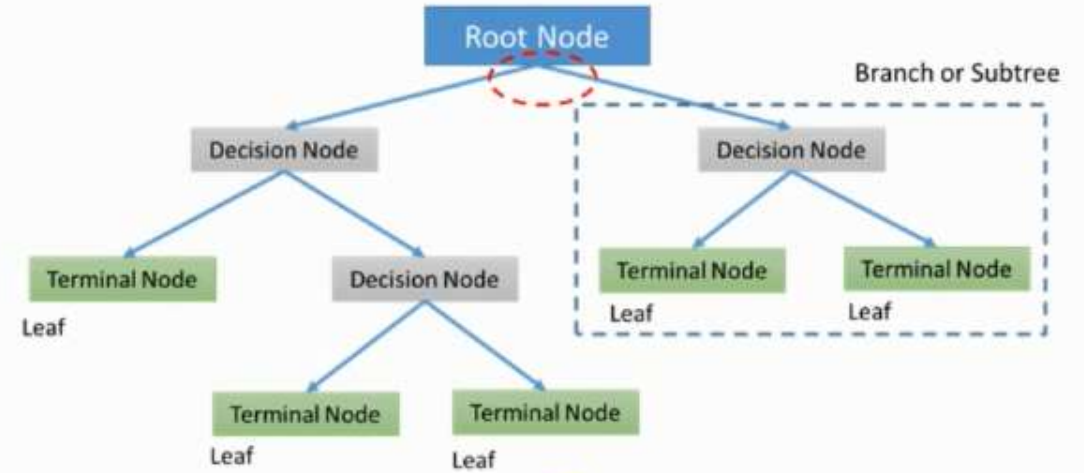 Root Node
Branch or Subtree
Decision Node
Decision Node
Terminal Node
Decision Node
Terminal Node
Terminal Node
Leaf
Leaf
Leaf
Terminal Node
Terminal Node
Leaf
Leaf